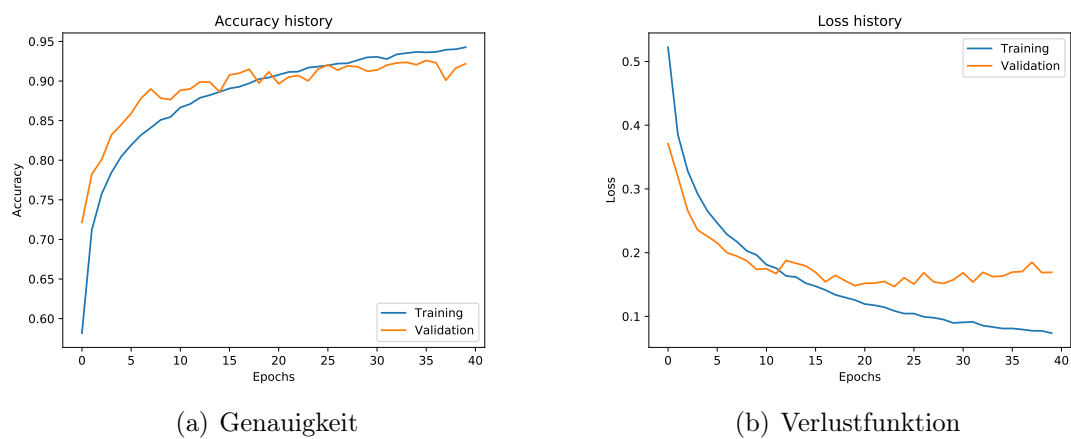 Accuracy history
0.95
0.90
0.85
0.80
0.75
0.70
0.65
0.60
Accuracy
Training
Validation
0 5 10 15 20 25 30 35 40
Epochs
(a) Genauigkeit
Loss history
0.5
0.4
0.3
0.2
0.1
Loss
Training
Validation
0 5 10 15 20 25 30 35 40
Epochs
(b) Verlustfunktion